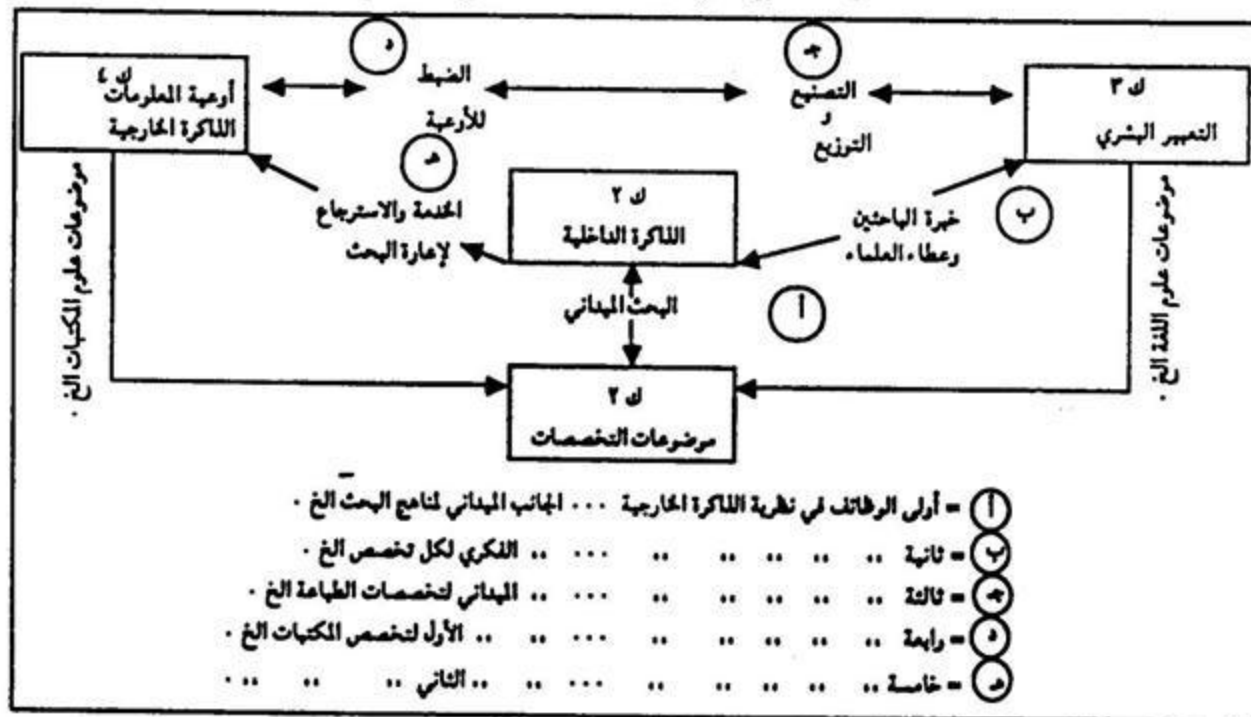 د
جـ
ك ٤
أوعية المعلومات
الذاكرة الخارجية
الضبط
للأوعية
التصنيع
و
التوزيع
ك ٣
التعبير البشري
هـ
ك ٢
الذاكرة الداخلية
الخدمة والاسترجاع
لإعارة البحث
خبرة الباحثين
وعطاء العلماء
ب
موضوعات علوم المكتبات الخ .
موضوعات علوم اللغة الخ .
البحث الميداني
أ
ك ٢
موضوعات التخصصات
أ = أولى الوظائف في نظرية الذاكرة الخارجية ... الجانب الميداني لمناهج البحث الخ .
ب = ثانية ,, ,, ,, ,, ,, ... ,, الفكري لكل تخصص الخ .
جـ = ثالثة ,, ,, ,, ,, ,, ... ,, الميداني لتخصصات الطباعة الخ .
د = رابعة ,, ,, ,, ,, ,, ... ,, ,, الأول لتخصص المكتبات الخ .
هـ = خامسة ,, ,, ,, ,, ,, ... ,, ,, الثاني ,, ,, ,, .